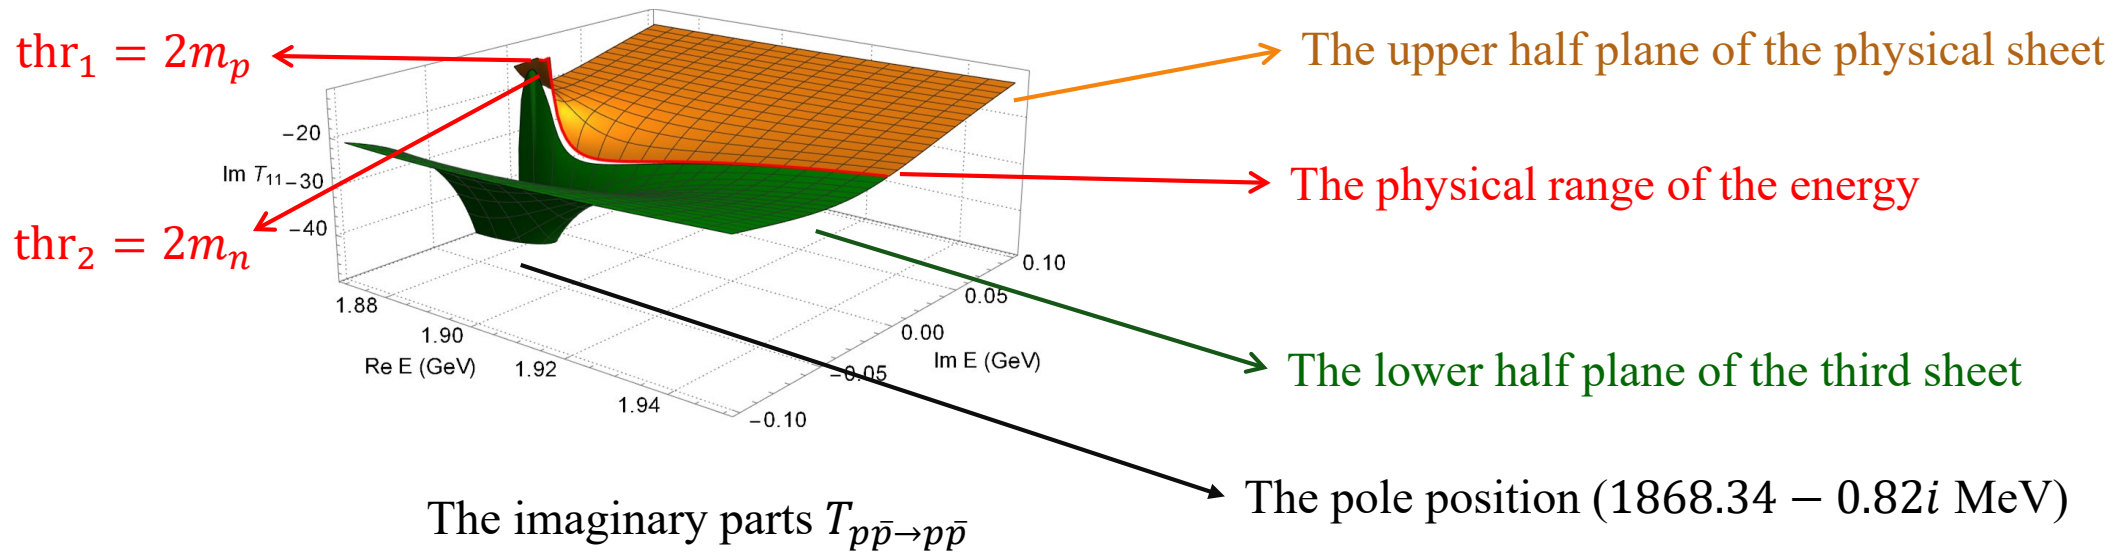 thr₁ = 2mₚ
The upper half plane of the physical sheet
−20
Im T₁₁
−30
The physical range of the energy
−40
thr₂ = 2mₙ
0.10
1.88
0.05
1.90
0.00
Re E (GeV)
1.92
Im E (GeV)
−0.05
The lower half plane of the third sheet
1.94
−0.10
The pole position (1868.34 − 0.82i MeV)
The imaginary parts T_{pp̄→pp̄}